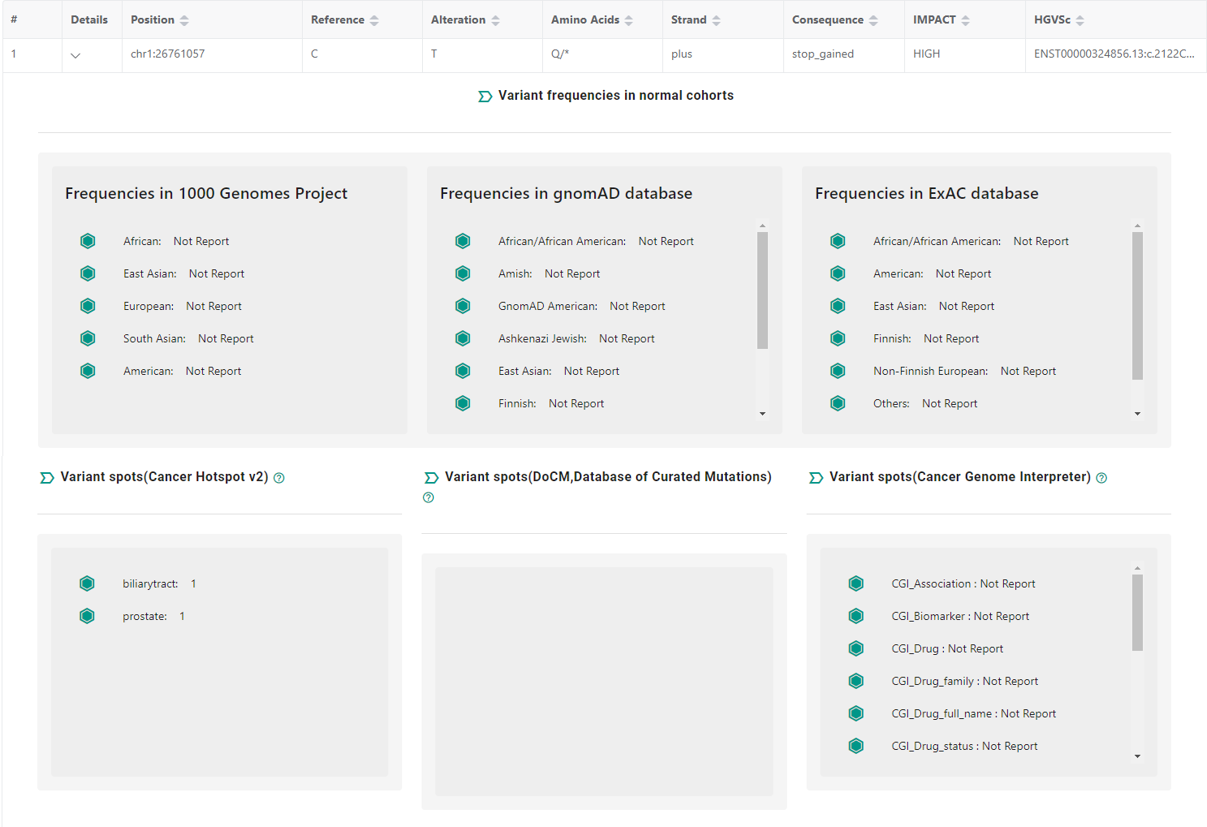 # Details Position Reference Alteration Amino Acids Strand Consequence IMPACT HGVSc
1 chr1:26761057 C T Q/* plus stop_gained HIGH ENST00000324856.13:c.2122C...
Variant frequencies in normal cohorts
Frequencies in 1000 Genomes Project
African: Not Report
East Asian: Not Report
European: Not Report
South Asian: Not Report
American: Not Report
Frequencies in gnomAD database
African/African American: Not Report
Amish: Not Report
GnomAD American: Not Report
Ashkenazi Jewish: Not Report
East Asian: Not Report
Finnish: Not Report
Frequencies in ExAC database
African/African American: Not Report
American: Not Report
East Asian: Not Report
Finnish: Not Report
Non-Finnish European: Not Report
Others: Not Report
Variant spots(Cancer Hotspot v2)
biliarytract: 1
prostate: 1
Variant spots(DoCM,Database of Curated Mutations)
Variant spots(Cancer Genome Interpreter)
CGI_Association : Not Report
CGI_Biomarker : Not Report
CGI_Drug : Not Report
CGI_Drug_family : Not Report
CGI_Drug_full_name : Not Report
CGI_Drug_status : Not Report